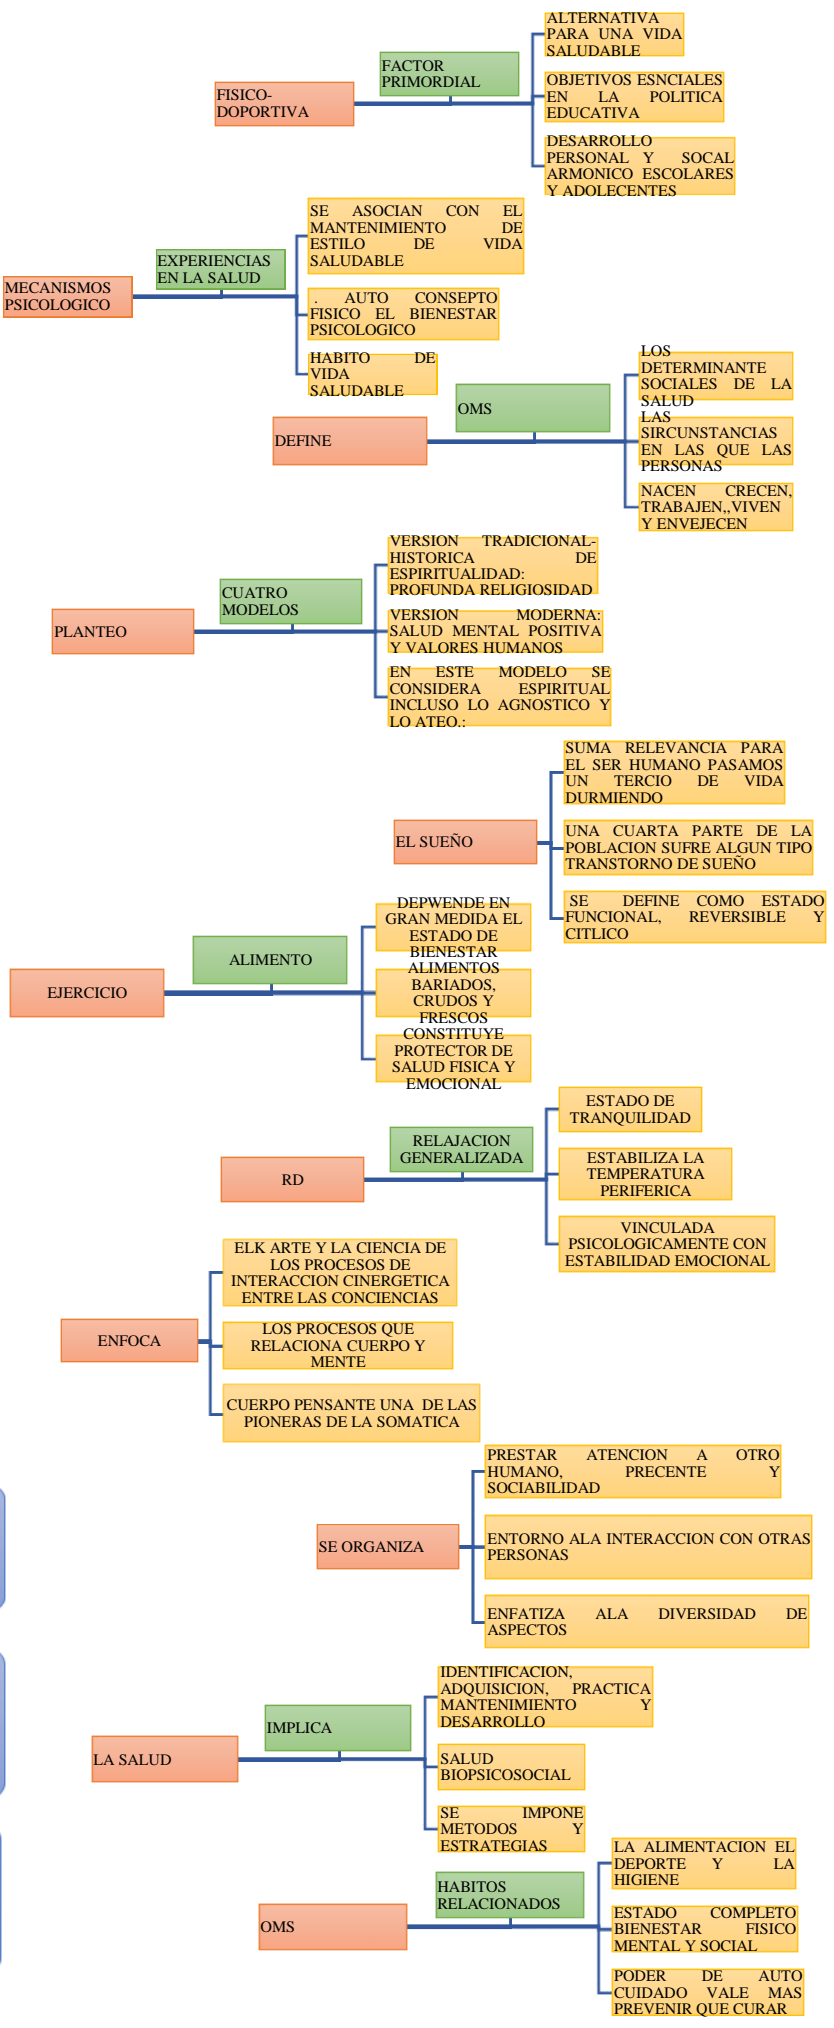 FISICO-
DOPORTIVA
FACTOR
PRIMORDIAL
ALTERNATIVA
PARA UNA VIDA
SALUDABLE
OBJETIVOS ESNCIALES
EN LA POLITICA
EDUCATIVA
DESARROLLO
PERSONAL Y SOCAL
ARMONICO ESCOLARES
Y ADOLECENTES
MECANISMOS
PSICOLOGICO
EXPERIENCIAS
EN LA SALUD
SE ASOCIAN CON EL
MANTENIMIENTO DE
ESTILO DE VIDA
SALUDABLE
. AUTO CONSEPTO
FISICO EL BIENESTAR
PSICOLOGICO
HABITO DE
VIDA
SALUDABLE
DEFINE
OMS
LOS
DETERMINANTE
SOCIALES DE LA
SALUD
LAS
SIRCUNSTANCIAS
EN LAS QUE LAS
PERSONAS
NACEN CRECEN,
TRABAJEN,,VIVEN
Y ENVEJECEN
PLANTEO
CUATRO
MODELOS
VERSION TRADICIONAL-
HISTORICA DE
ESPIRITUALIDAD:
PROFUNDA RELIGIOSIDAD
VERSION MODERNA:
SALUD MENTAL POSITIVA
Y VALORES HUMANOS
EN ESTE MODELO SE
CONSIDERA ESPIRITUAL
INCLUSO LO AGNOSTICO Y
LO ATEO.:
EL SUEÑO
SUMA RELEVANCIA PARA
EL SER HUMANO PASAMOS
UN TERCIO DE VIDA
DURMIENDO
UNA CUARTA PARTE DE LA
POBLACION SUFRE ALGUN TIPO
TRANSTORNO DE SUEÑO
SE DEFINE COMO ESTADO
FUNCIONAL, REVERSIBLE Y
CITLICO
EJERCICIO
ALIMENTO
DEPWENDE EN
GRAN MEDIDA EL
ESTADO DE
BIENESTAR
ALIMENTOS
BARIADOS,
CRUDOS Y
FRESCOS
CONSTITUYE
PROTECTOR DE
SALUD FISICA Y
EMOCIONAL
RD
RELAJACION
GENERALIZADA
ESTADO DE
TRANQUILIDAD
ESTABILIZA LA
TEMPERATURA
PERIFERICA
VINCULADA
PSICOLOGICAMENTE CON
ESTABILIDAD EMOCIONAL
ENFOCA
ELK ARTE Y LA CIENCIA DE
LOS PROCESOS DE
INTERACCION CINERGETICA
ENTRE LAS CONCIENCIAS
LOS PROCESOS QUE
RELACIONA CUERPO Y
MENTE
CUERPO PENSANTE UNA DE LAS
PIONERAS DE LA SOMATICA
SE ORGANIZA
PRESTAR ATENCION A OTRO
HUMANO, PRECENTE Y
SOCIABILIDAD
ENTORNO ALA INTERACCION CON OTRAS
PERSONAS
ENFATIZA ALA DIVERSIDAD DE
ASPECTOS
LA SALUD
IMPLICA
IDENTIFICACION,
ADQUISICION, PRACTICA
MANTENIMIENTO Y
DESARROLLO
SALUD
BIOPSICOSOCIAL
SE IMPONE
METODOS Y
ESTRATEGIAS
OMS
HABITOS
RELACIONADOS
LA ALIMENTACION EL
DEPORTE Y LA
HIGIENE
ESTADO COMPLETO
BIENESTAR FISICO
MENTAL Y SOCIAL
PODER DE AUTO
CUIDADO VALE MAS
PREVENIR QUE CURAR